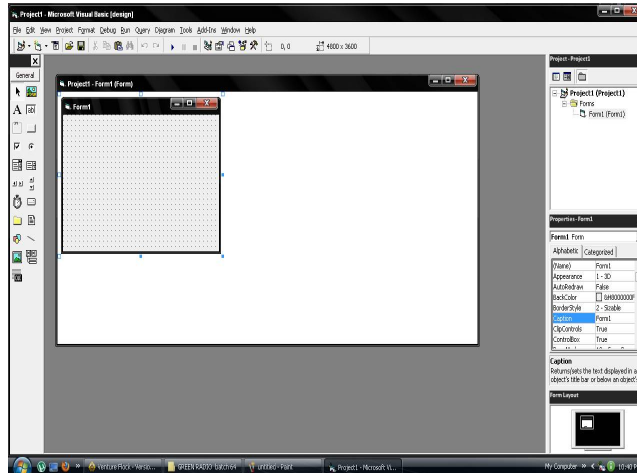 Project1 - Microsoft Visual Basic [design]
File Edit View Project Format Debug Run Query Diagram Tools Add-Ins Window Help
0, 0 4800 x 3600
General
Project1 - Form1 (Form)
Form1
Project - Project1
Project1 (Project1)
Forms
Form1 (Form1)
Properties - Form1
Form1 Form
Alphabetic Categorized
(Name) Form1
Appearance 1 - 3D
AutoRedraw False
BackColor &H8000000F
BorderStyle 2 - Sizable
Caption Form1
ClipControls True
ControlBox True
Caption
Returns/sets the text displayed in a
object's title bar or below an object's
Form Layout
VentureFlock - Versio...
GREEN RADIO batch64
untitled - Paint
Project1 - Microsoft Vi...
My Computer
10:40 P